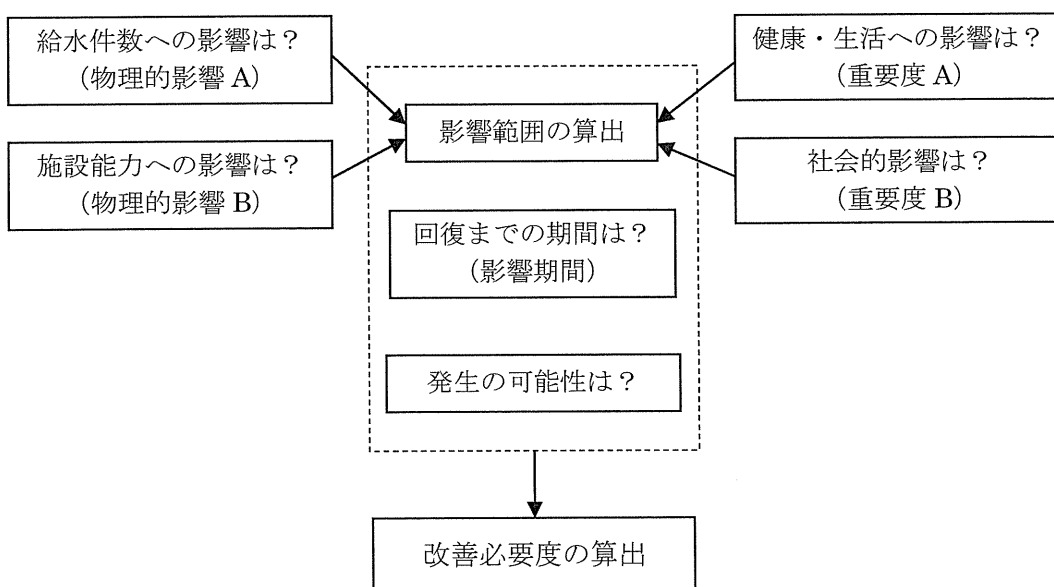 給水件数への影響は？
（物理的影響 A）
施設能力への影響は？
（物理的影響 B）
健康・生活への影響は？
（重要度 A）
社会的影響は？
（重要度 B）
影響範囲の算出
回復までの期間は？
（影響期間）
発生の可能性は？
改善必要度の算出